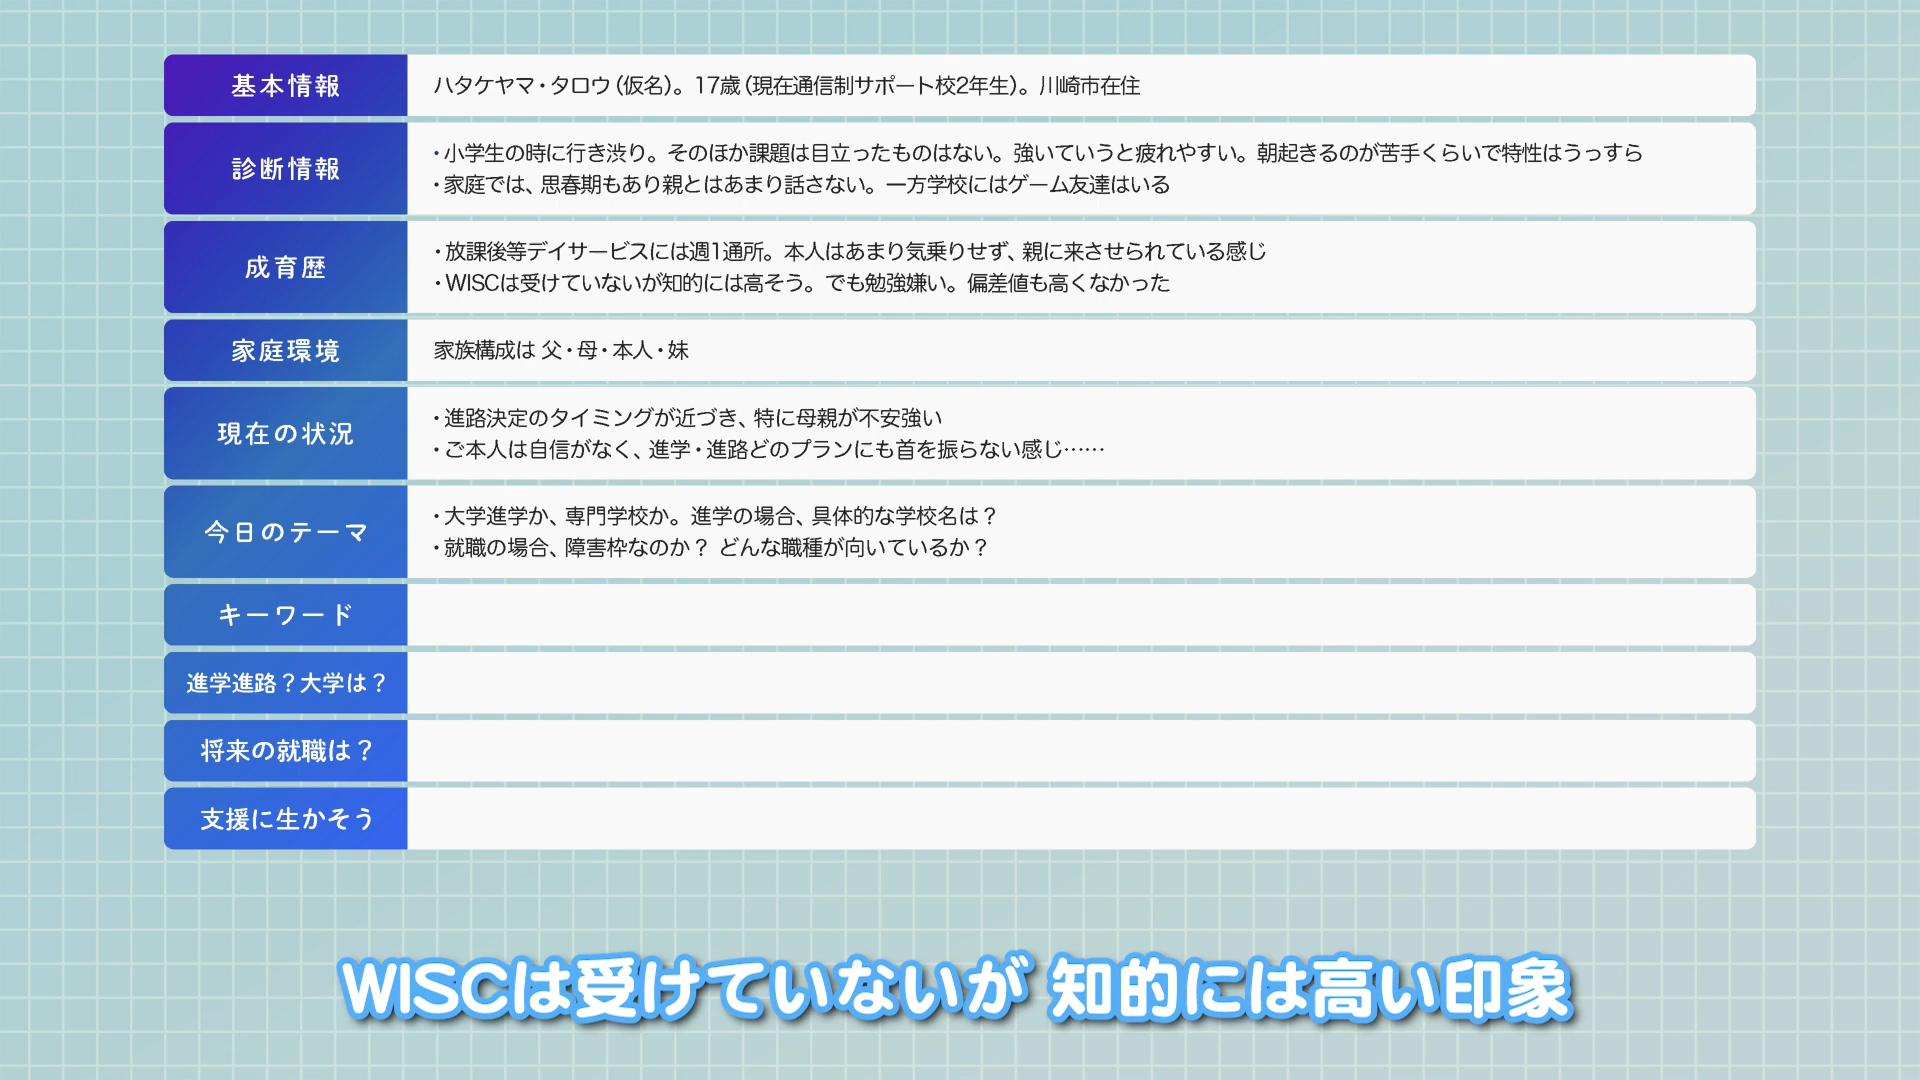 基本情報
ハタケヤマ・タロウ（仮名）。17歳（現在通信制サポート校2年生）。川崎市在住
診断情報
・小学生の時に行き渋り。そのほか課題は目立ったものはない。強いていうと疲れやすい。朝起きるのが苦手くらいで特性はうっすら
・家庭では、思春期もあり親とはあまり話さない。一方学校にはゲーム友達はいる
成育歴
・放課後等デイサービスには週1通所。本人はあまり気乗りせず、親に来させられている感じ
・WISCは受けていないが知的には高そう。でも勉強嫌い。偏差値も高くなかった
家庭環境
家族構成は 父・母・本人・妹
現在の状況
・進路決定のタイミングが近づき、特に母親が不安強い
・ご本人は自信がなく、進学・進路どのプランにも首を振らない感じ……
今日のテーマ
・大学進学か、専門学校か。進学の場合、具体的な学校名は？
・就職の場合、障害枠なのか？ どんな職種が向いているか？
キーワード
進学進路？大学は？
将来の就職は？
支援に生かそう
WISCは受けていないが 知的には高い印象